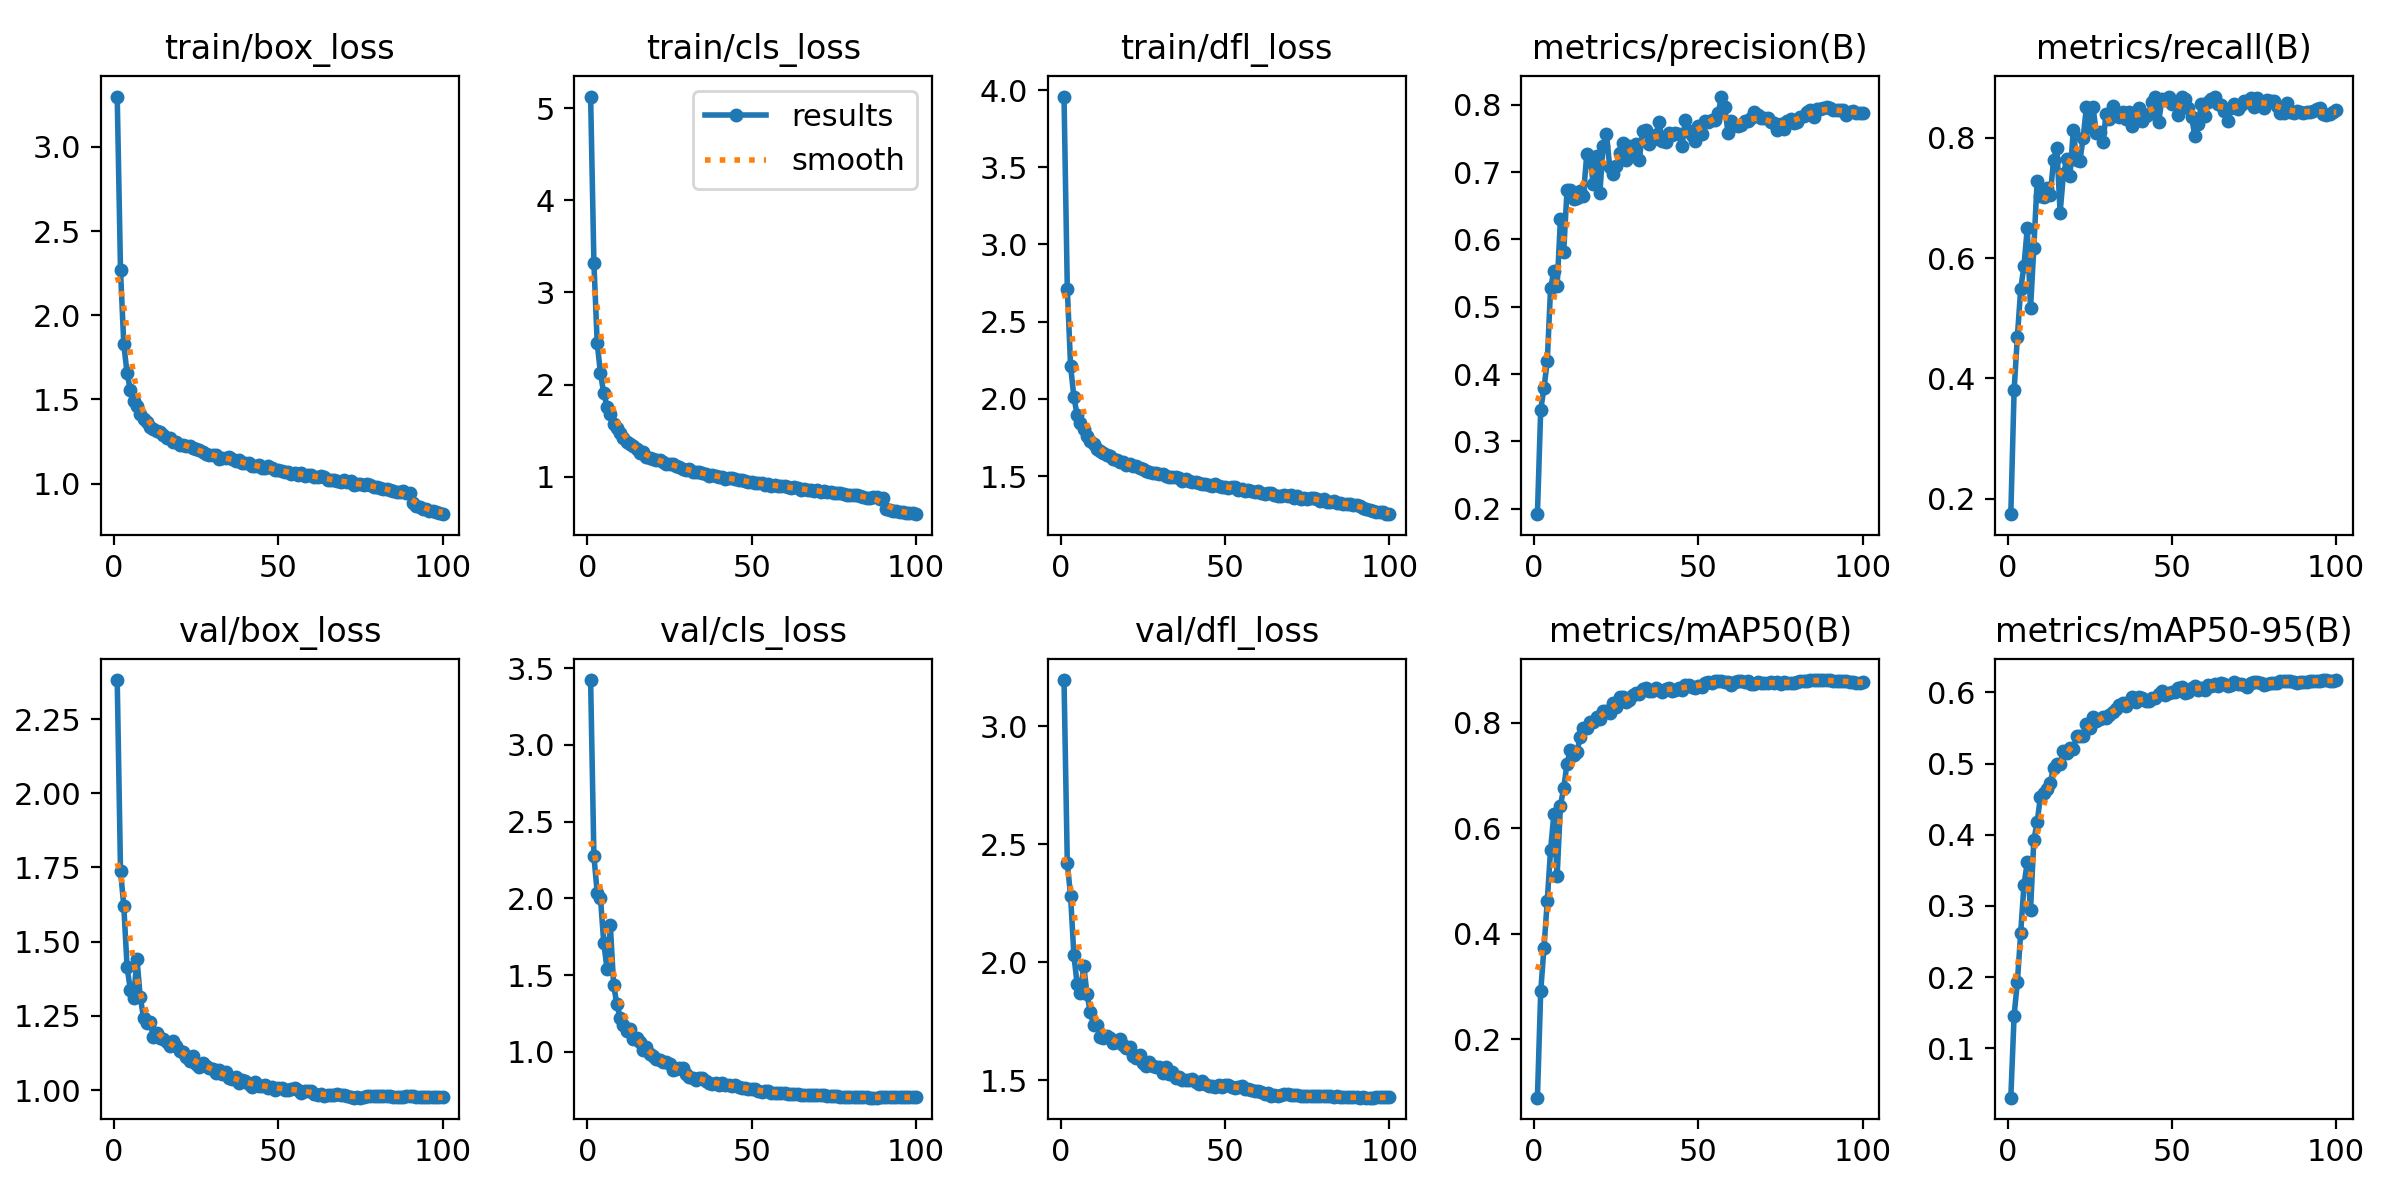 train/box_loss
3.0
2.5
2.0
1.5
1.0
0 50 100
train/cls_loss
results
smooth
5
4
3
2
1
0 50 100
train/dfl_loss
4.0
3.5
3.0
2.5
2.0
1.5
0 50 100
metrics/precision(B)
0.8
0.7
0.6
0.5
0.4
0.3
0.2
0 50 100
metrics/recall(B)
0.8
0.6
0.4
0.2
0 50 100
val/box_loss
2.25
2.00
1.75
1.50
1.25
1.00
0 50 100
val/cls_loss
3.5
3.0
2.5
2.0
1.5
1.0
0 50 100
val/dfl_loss
3.0
2.5
2.0
1.5
0 50 100
metrics/mAP50(B)
0.8
0.6
0.4
0.2
0 50 100
metrics/mAP50-95(B)
0.6
0.5
0.4
0.3
0.2
0.1
0 50 100